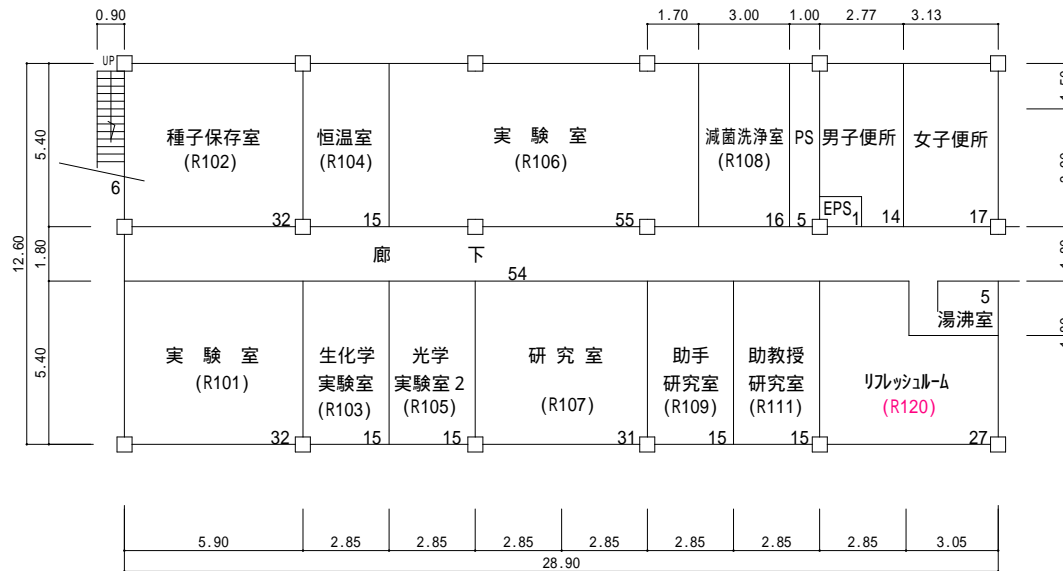 0.90
1.70 3.00 1.00 2.77 3.13
UP
5.40
12.60
1.80
5.40
種子保存室
(R102)
32
6
恒温室
(R104)
15
実 験 室
(R106)
55
減菌洗浄室
(R108)
16
PS
5
男子便所
14
EPS
1
女子便所
17
廊 下
54
実 験 室
(R101)
32
生化学
実験室
(R103)
15
光学
実験室2
(R105)
15
研 究 室
(R107)
31
助手
研究室
(R109)
15
助教授
研究室
(R111)
15
リフレッシュルーム
(R120)
27
5
湯沸室
5.90 2.85 2.85 2.85 2.85 2.85 2.85 2.85 3.05
28.90